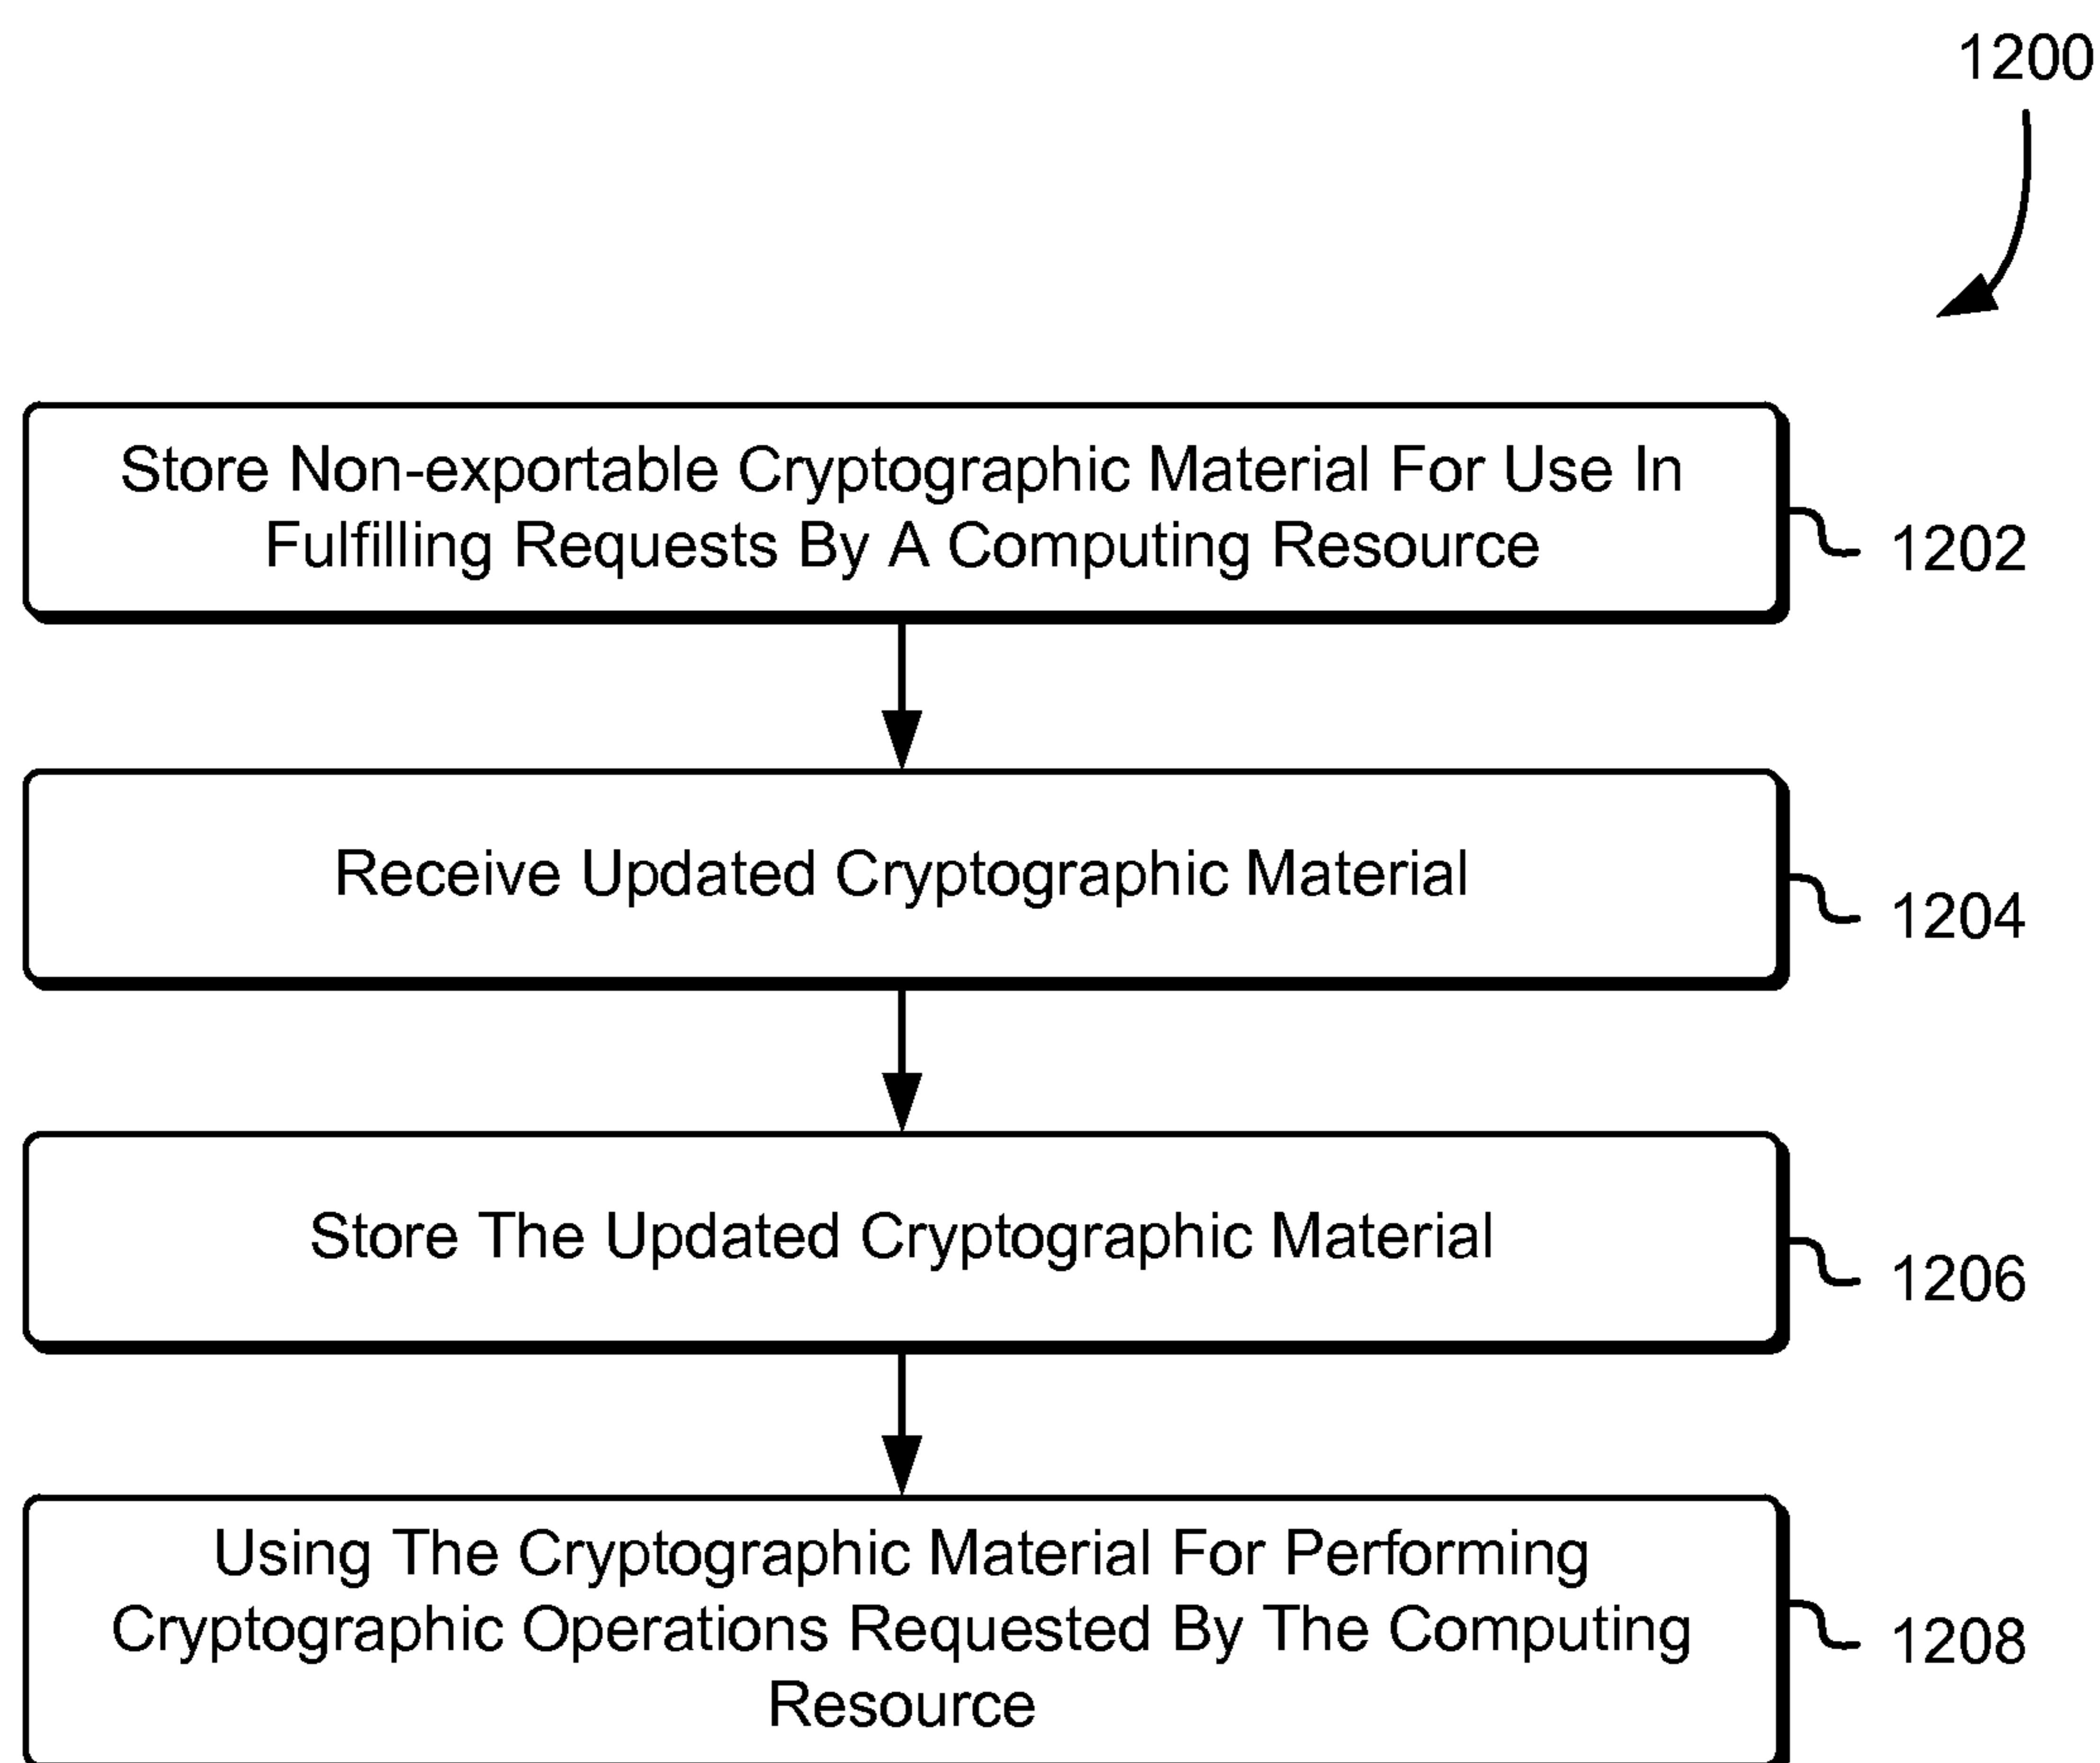 1200
Store Non-exportable Cryptographic Material For Use In
Fulfilling Requests By A Computing Resource
1202
Receive Updated Cryptographic Material
1204
Store The Updated Cryptographic Material
1206
Using The Cryptographic Material For Performing
Cryptographic Operations Requested By The Computing
Resource
1208